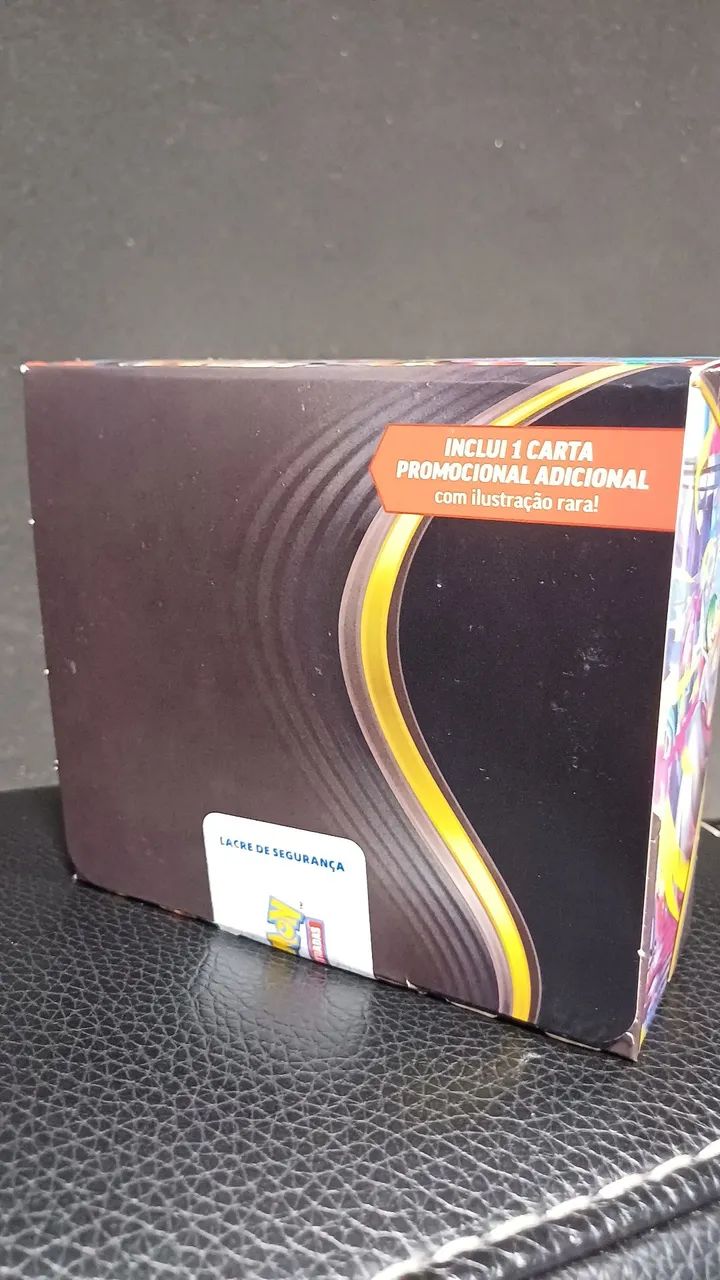 INCLUI 1 CARTA
PROMOCIONAL ADICIONAL
com ilustração rara!
LACRE DE SEGURANÇA